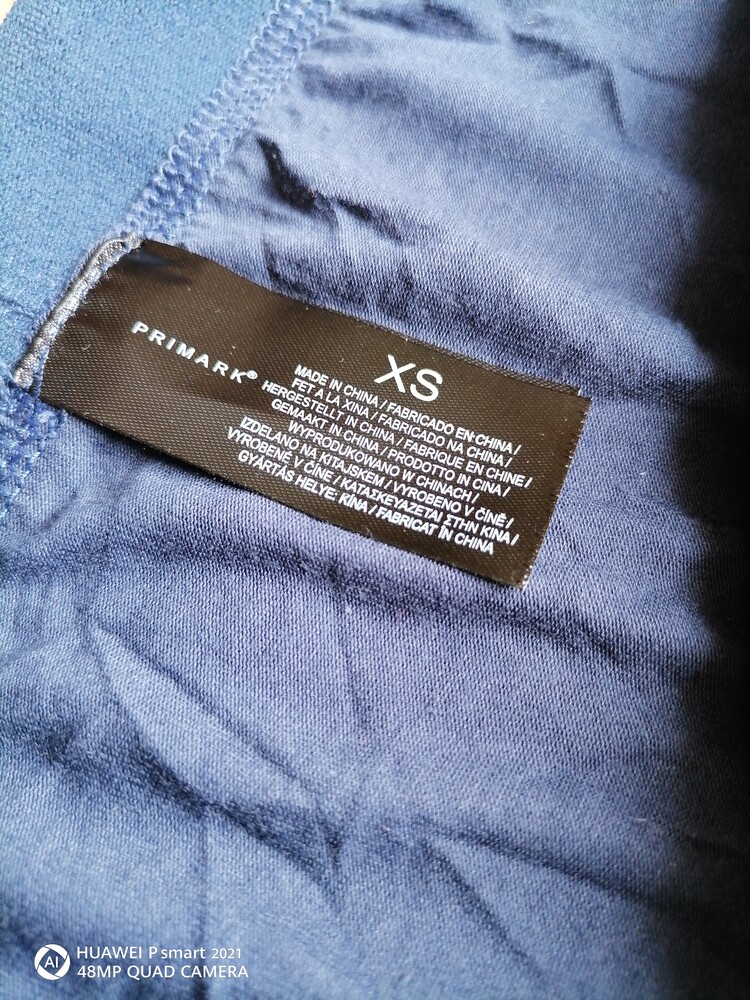 XS
PRIMARK®
MADE IN CHINA / FABRICADO EN CHINA /
FET A LA XINA / FABRICADO NA CHINA /
HERGESTELLT IN CHINA / FABRIQUE EN CHINE /
GEMAAKT IN CHINA / PRODOTTO IN CINA /
WYPRODUKOWANO W CHINACH /
IZDELANO NA KITAJSKEM / VYROBENO V ČÍNĚ /
VYROBENÉ V ČÍNE / ΚΑΤΑΣΚΕΥΑΖΕΤΑΙ ΣΤΗΝ ΚΙΝΑ /
GYÁRTÁS HELYE: KÍNA / FABRICAT ÎN CHINA
AI
HUAWEI P smart 2021
48MP QUAD CAMERA